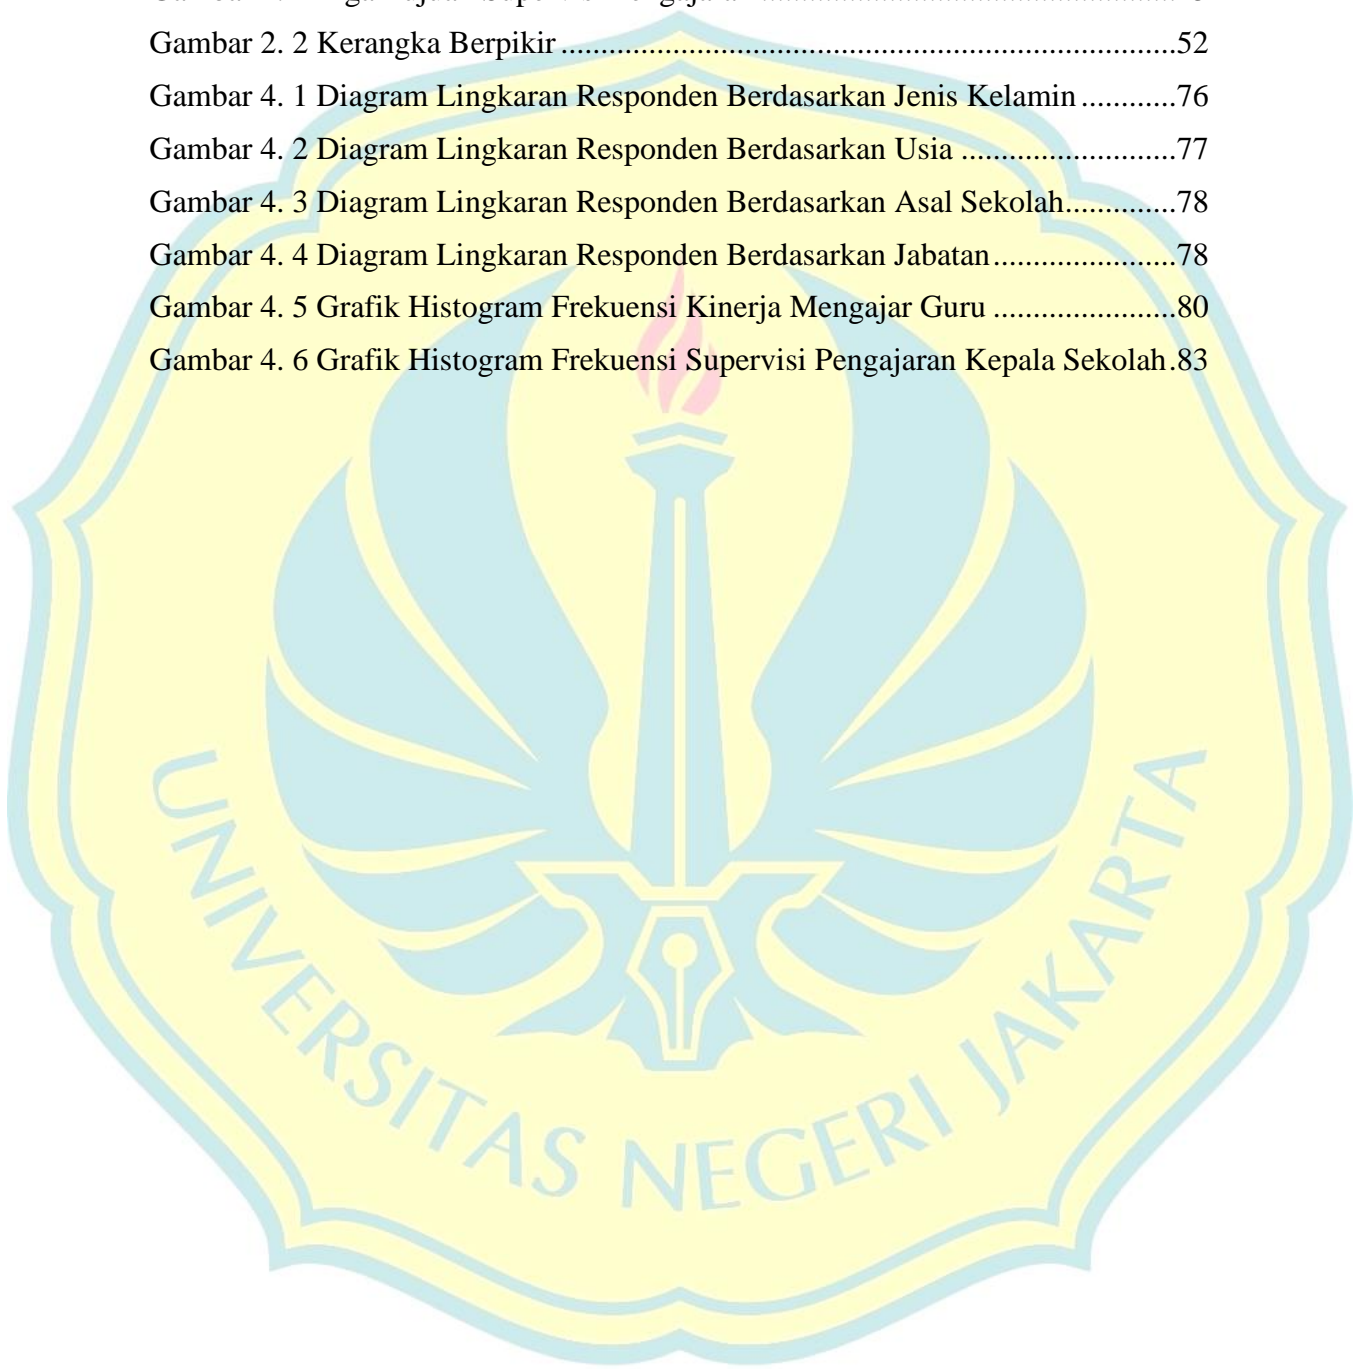 Gambar 2. 2 Kerangka Berpikir ..............................................................................52
Gambar 4. 1 Diagram Lingkaran Responden Berdasarkan Jenis Kelamin ............76
Gambar 4. 2 Diagram Lingkaran Responden Berdasarkan Usia ...........................77
Gambar 4. 3 Diagram Lingkaran Responden Berdasarkan Asal Sekolah..............78
Gambar 4. 4 Diagram Lingkaran Responden Berdasarkan Jabatan.......................78
Gambar 4. 5 Grafik Histogram Frekuensi Kinerja Mengajar Guru .......................80
Gambar 4. 6 Grafik Histogram Frekuensi Supervisi Pengajaran Kepala Sekolah.83
UNIVERSITAS NEGERI JAKARTA